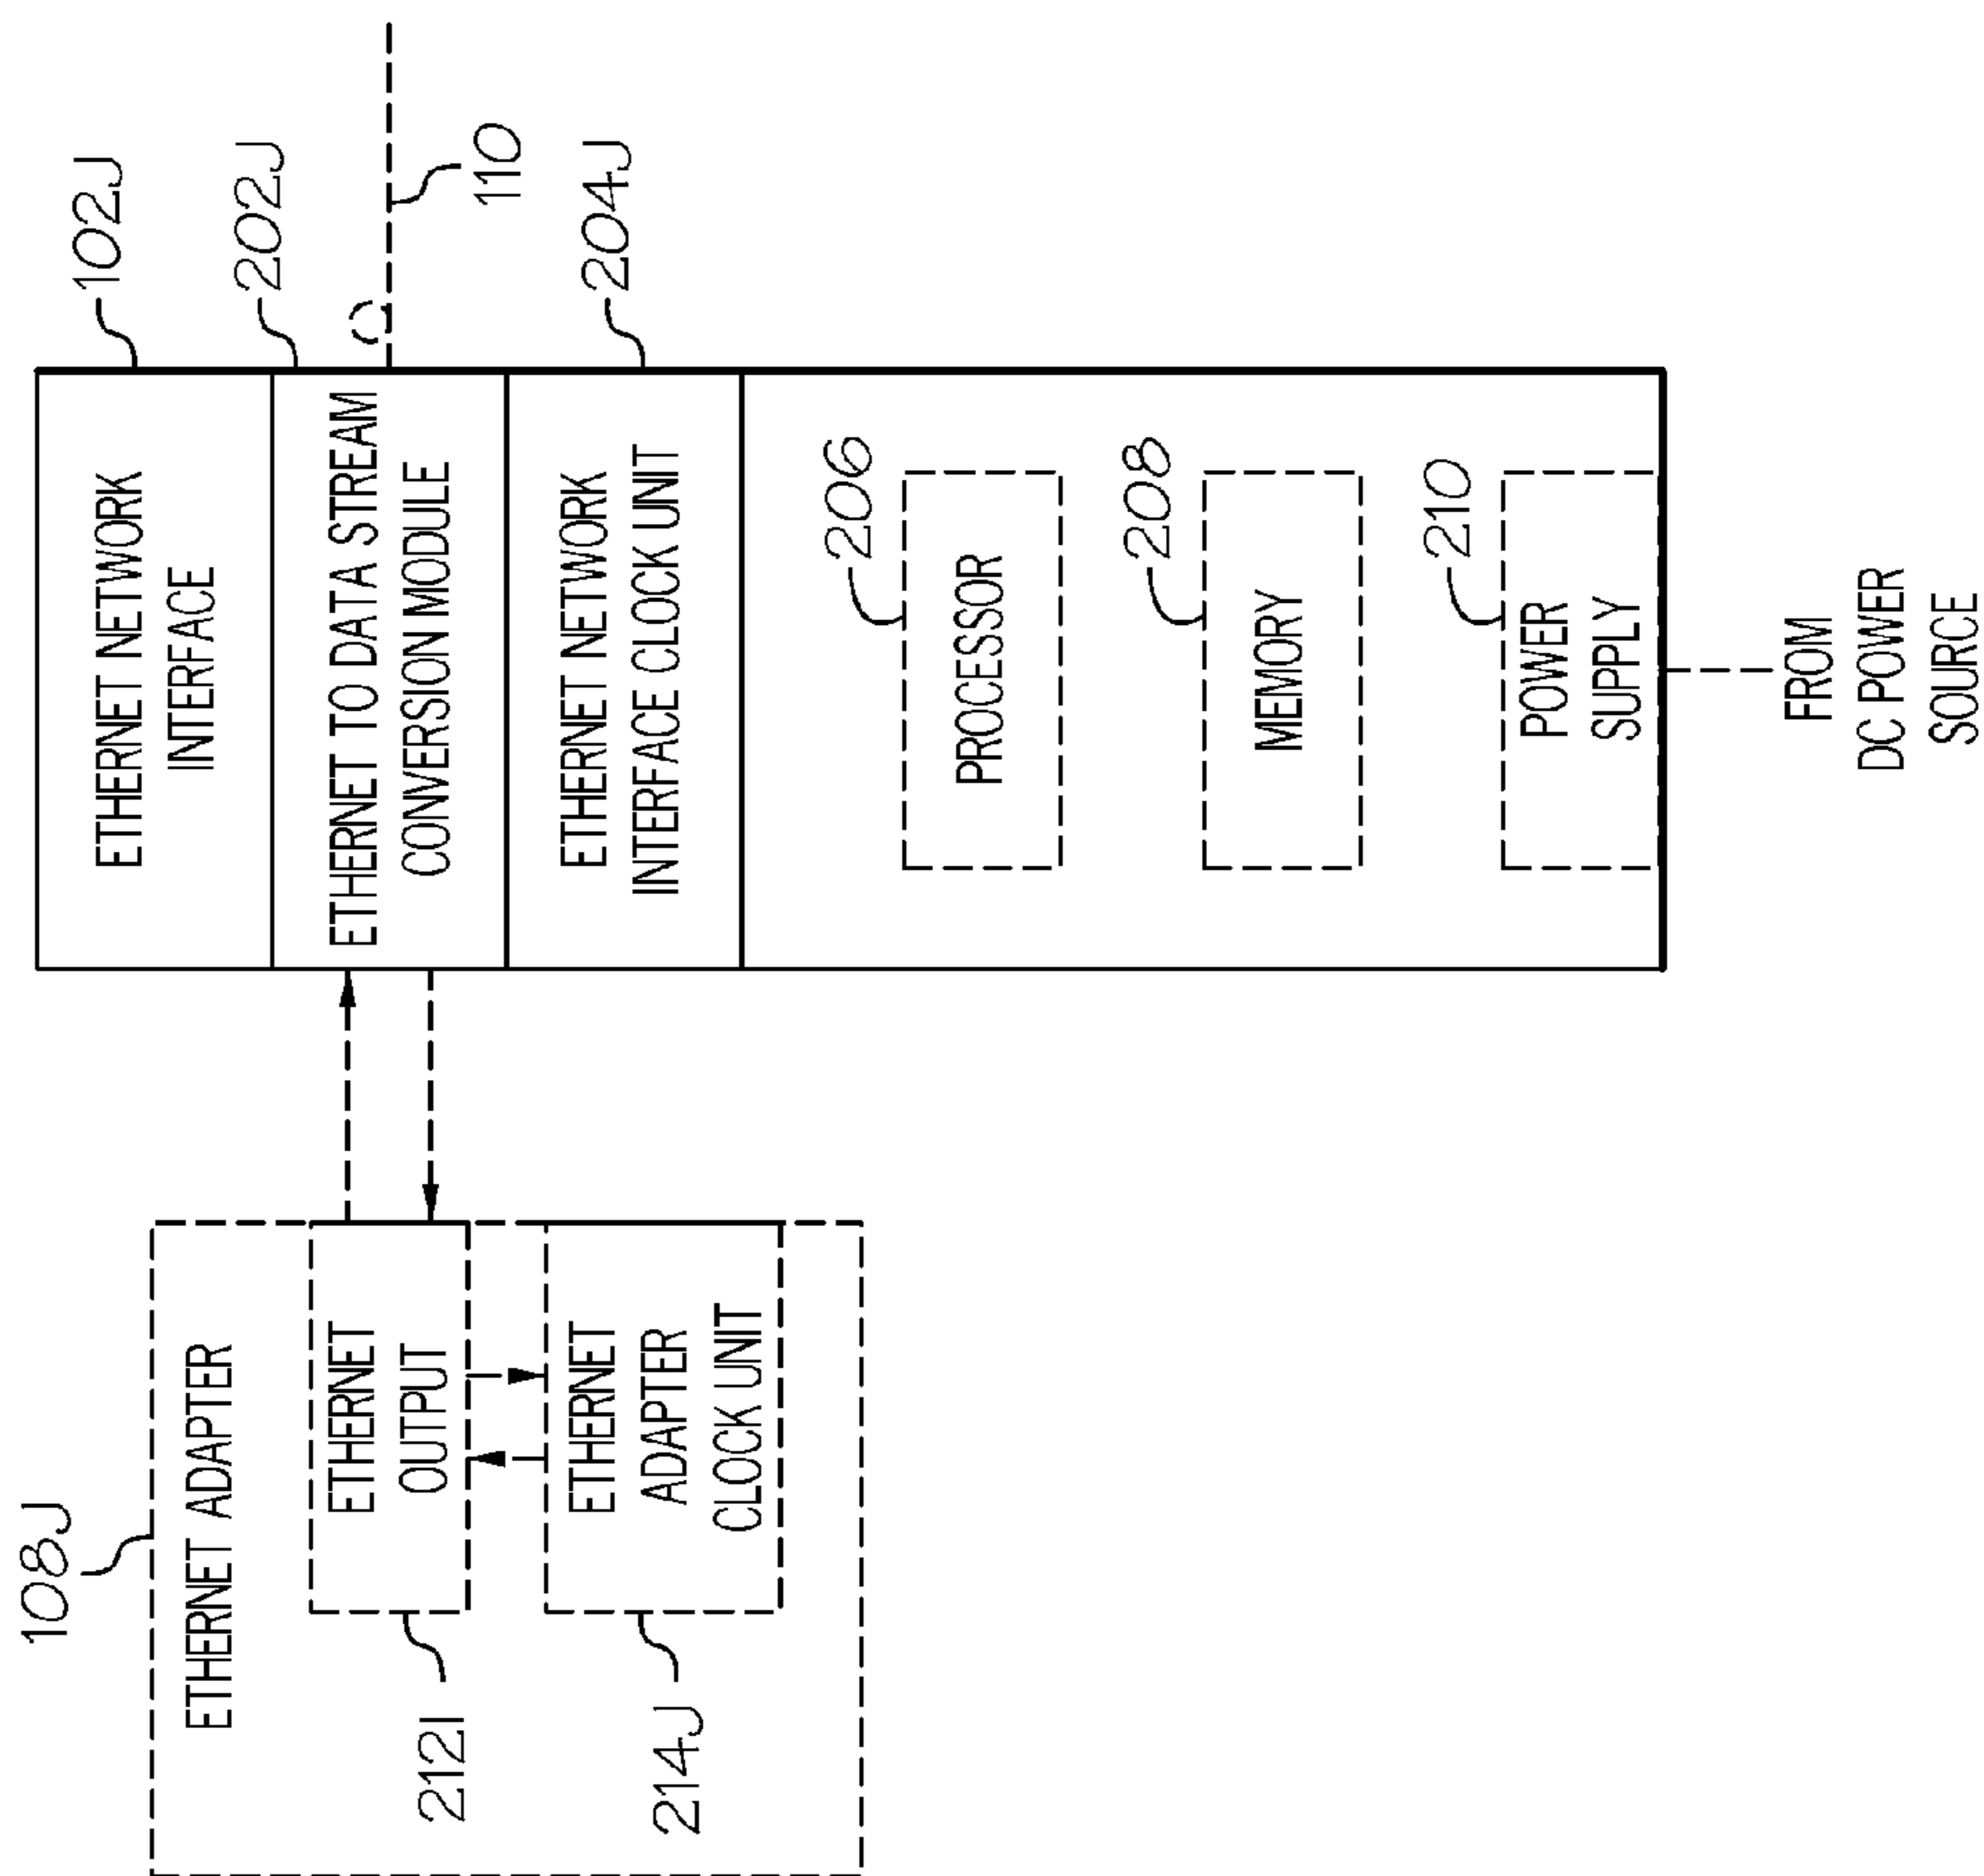 108J
ETHERNET ADAPTER
ETHERNET
OUTPUT
212I
ETHERNET
ADAPTER
CLOCK UNIT
214J
102J
ETHERNET NETWORK
INTERFACE
202J
ETHERNET TO DATA STREAM
CONVERSION MODULE
110
204J
ETHERNET NETWORK
INTERFACE CLOCK UNIT
206
PROCESSOR
208
MEMORY
210
POWER
SUPPLY
FROM
DC POWER
SOURCE